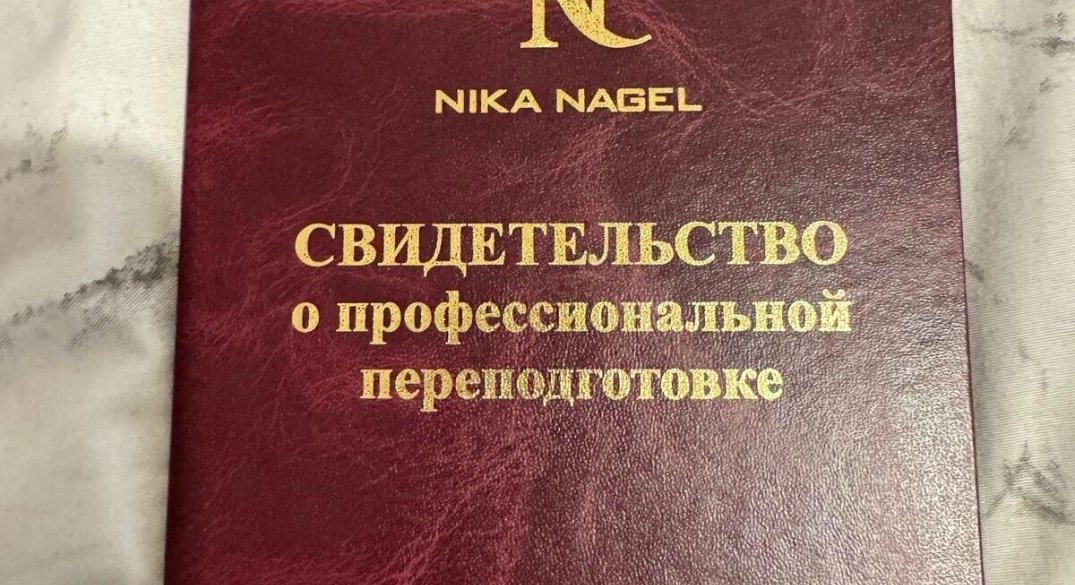 N
NIKA NAGEL
СВИДЕТЕЛЬСТВО
о профессиональной
переподготовке